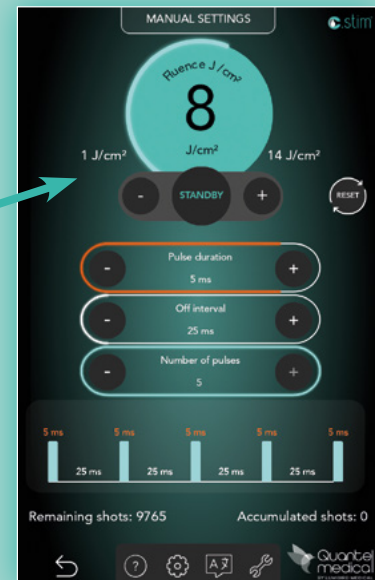 MANUAL SETTINGS
c.stim
Fluence J/cm²
8
J/cm²
1 J/cm²
14 J/cm²
-
STANDBY
+
RESET
Pulse duration
-
+
5 ms
Off interval
-
+
25 ms
Number of pulses
-
+
5
5 ms 5 ms 5 ms 5 ms 5 ms
25 ms 25 ms 25 ms 25 ms
Remaining shots: 9765 Accumulated shots: 0
?
Quantel
medical